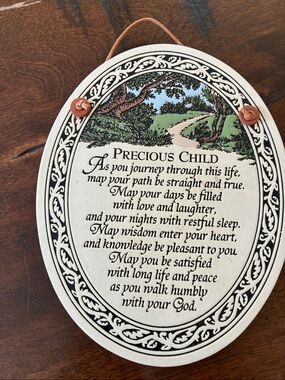 PRECIOUS CHILD
As you journey through this life,
may your path be straight and true.
May your days be filled
with love and laughter,
and your nights with restful sleep.
May wisdom enter your heart,
and knowledge be pleasant to you.
May you be satisfied
with long life and peace
as you walk humbly
with your God.